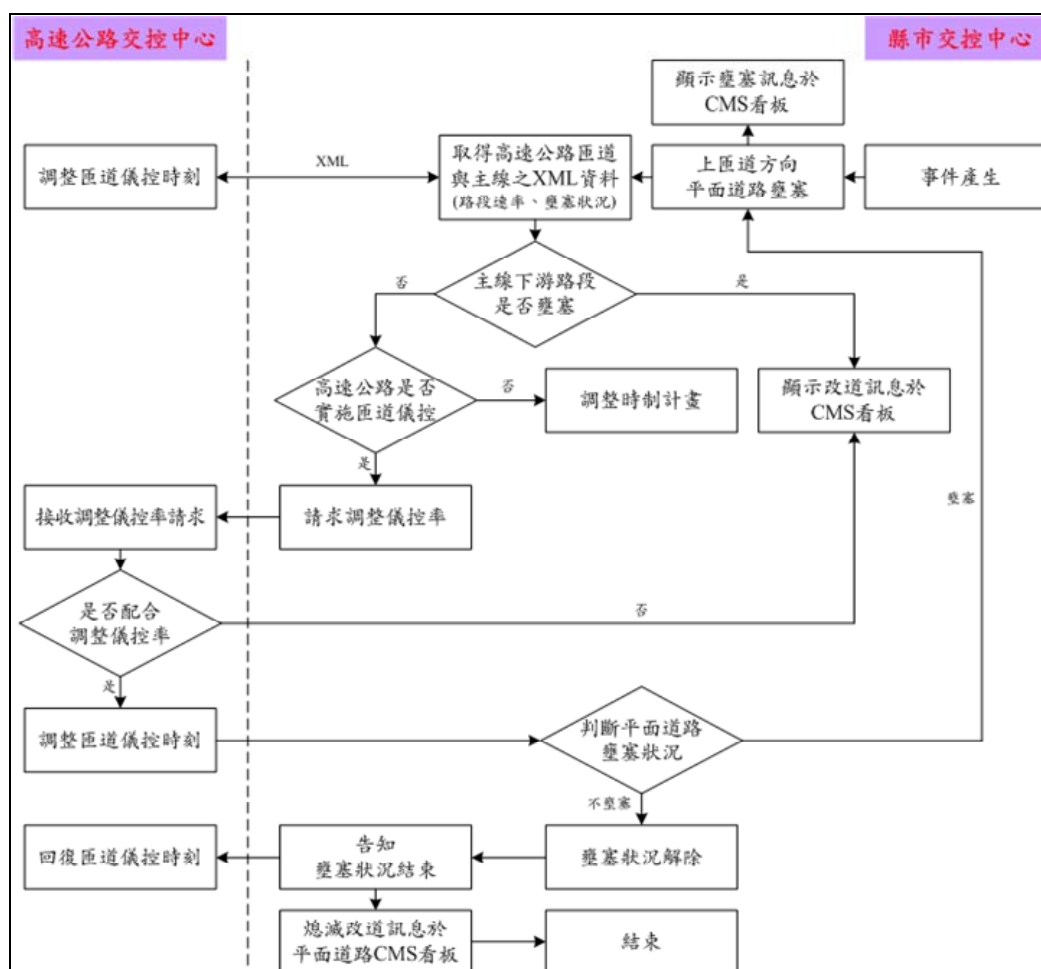 高速公路交控中心
縣市交控中心
顯示壅塞訊息於
CMS看板
調整匝道儀控時刻
XML
取得高速公路匝道
與主線之XML資料
(路段速率、壅塞狀況)
上匝道方向
平面道路壅塞
事件產生
主線下游路段
是否壅塞
否
是
高速公路是否
實施匝道儀控
否
調整時制計畫
顯示改道訊息於
CMS看板
是
接收調整儀控率請求
請求調整儀控率
壅塞
是否配合
調整儀控率
否
是
調整匝道儀控時刻
判斷平面道路
壅塞狀況
不壅塞
回復匝道儀控時刻
告知
壅塞狀況結束
壅塞狀況解除
熄滅改道訊息於
平面道路CMS看板
結束